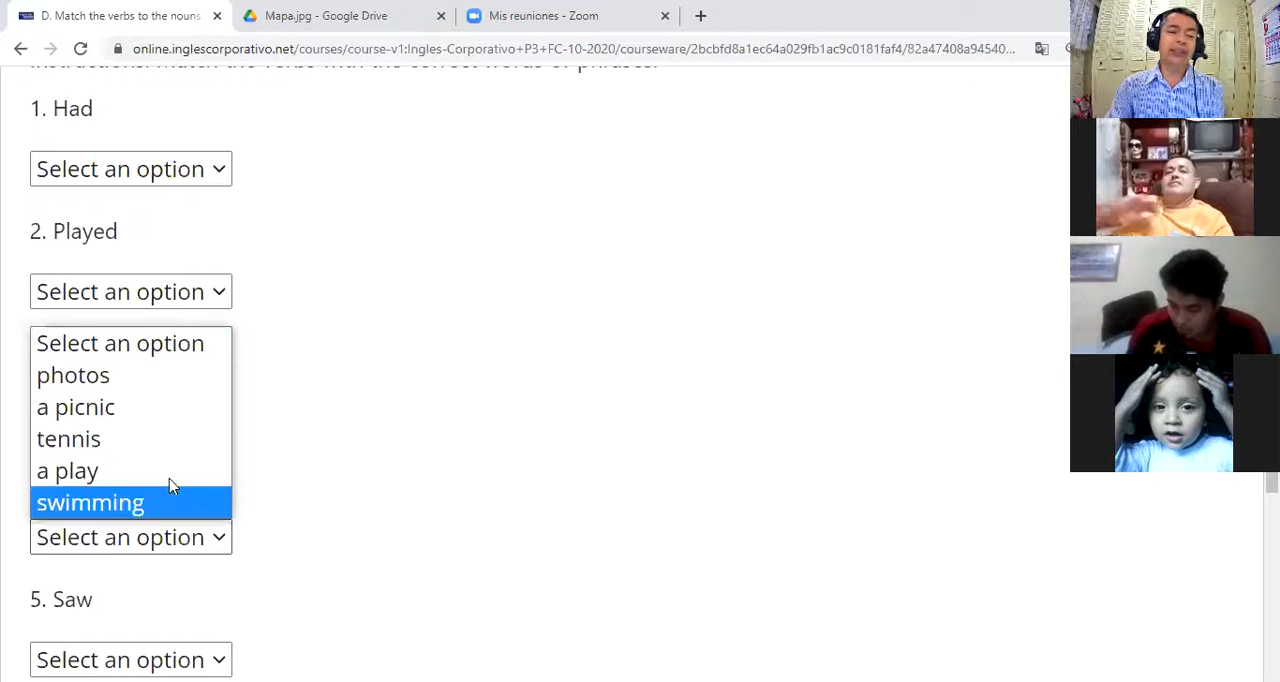 D. Match the verbs to the nouns
Mapa.jpg - Google Drive
Mis reuniones - Zoom
online.inglescorporativo.net/courses/course-v1:Ingles-Corporativo+P3+FC-10-2020/courseware/2bcbfd8a1ec64a029fb1ac9c0181faf4/82a47408a94540...
1. Had
Select an option
2. Played
Select an option
Select an option
photos
a picnic
tennis
a play
swimming
Select an option
5. Saw
Select an option